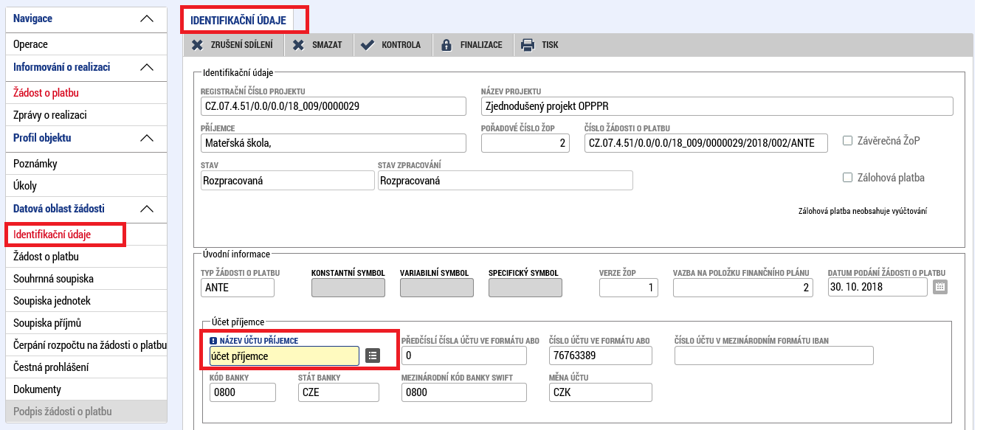 Navigace
Operace
Informování o realizaci
Žádost o platbu
Zprávy o realizaci
Profil objektu
Poznámky
Úkoly
Datová oblast žádosti
Identifikační údaje
Žádost o platbu
Souhrnná soupiska
Soupiska jednotek
Soupiska příjmů
Čerpání rozpočtu na žádosti o platbu
Čestná prohlášení
Dokumenty
Podpis žádosti o platbu
IDENTIFIKAČNÍ ÚDAJE
ZRUŠENÍ SDÍLENÍ SMAZAT KONTROLA FINALIZACE TISK
Identifikační údaje
REGISTRAČNÍ ČÍSLO PROJEKTU NÁZEV PROJEKTU
CZ.07.4.51/0.0/0.0/18_009/0000029 Zjednodušený projekt OPPPR
PŘÍJEMCE POŘADOVÉ ČÍSLO ŽOP ČÍSLO ŽÁDOSTI O PLATBU
Mateřská škola, 2 CZ.07.4.51/0.0/0.0/18_009/0000029/2018/002/ANTE Závěrečná ŽoP
STAV STAV ZPRACOVÁNÍ
Rozpracovaná Rozpracovaná Zálohová platba
Zálohová platba neobsahuje vyúčtování
Úvodní informace
TYP ŽÁDOSTI O PLATBU KONSTANTNÍ SYMBOL VARIABILNÍ SYMBOL SPECIFICKÝ SYMBOL VERZE ŽOP VAZBA NA POLOŽKU FINANČNÍHO PLÁNU DATUM PODÁNÍ ŽÁDOSTI O PLATBU
ANTE 1 2 30. 10. 2018
Účet příjemce
NÁZEV ÚČTU PŘÍJEMCE PŘEDČÍSLÍ ČÍSLA ÚČTU VE FORMÁTU ABO ČÍSLO ÚČTU VE FORMÁTU ABO ČÍSLO ÚČTU V MEZINÁRODNÍM FORMÁTU IBAN
účet příjemce 0 76763389
KÓD BANKY STÁT BANKY MEZINÁRODNÍ KÓD BANKY SWIFT MĚNA ÚČTU
0800 CZE 0800 CZK